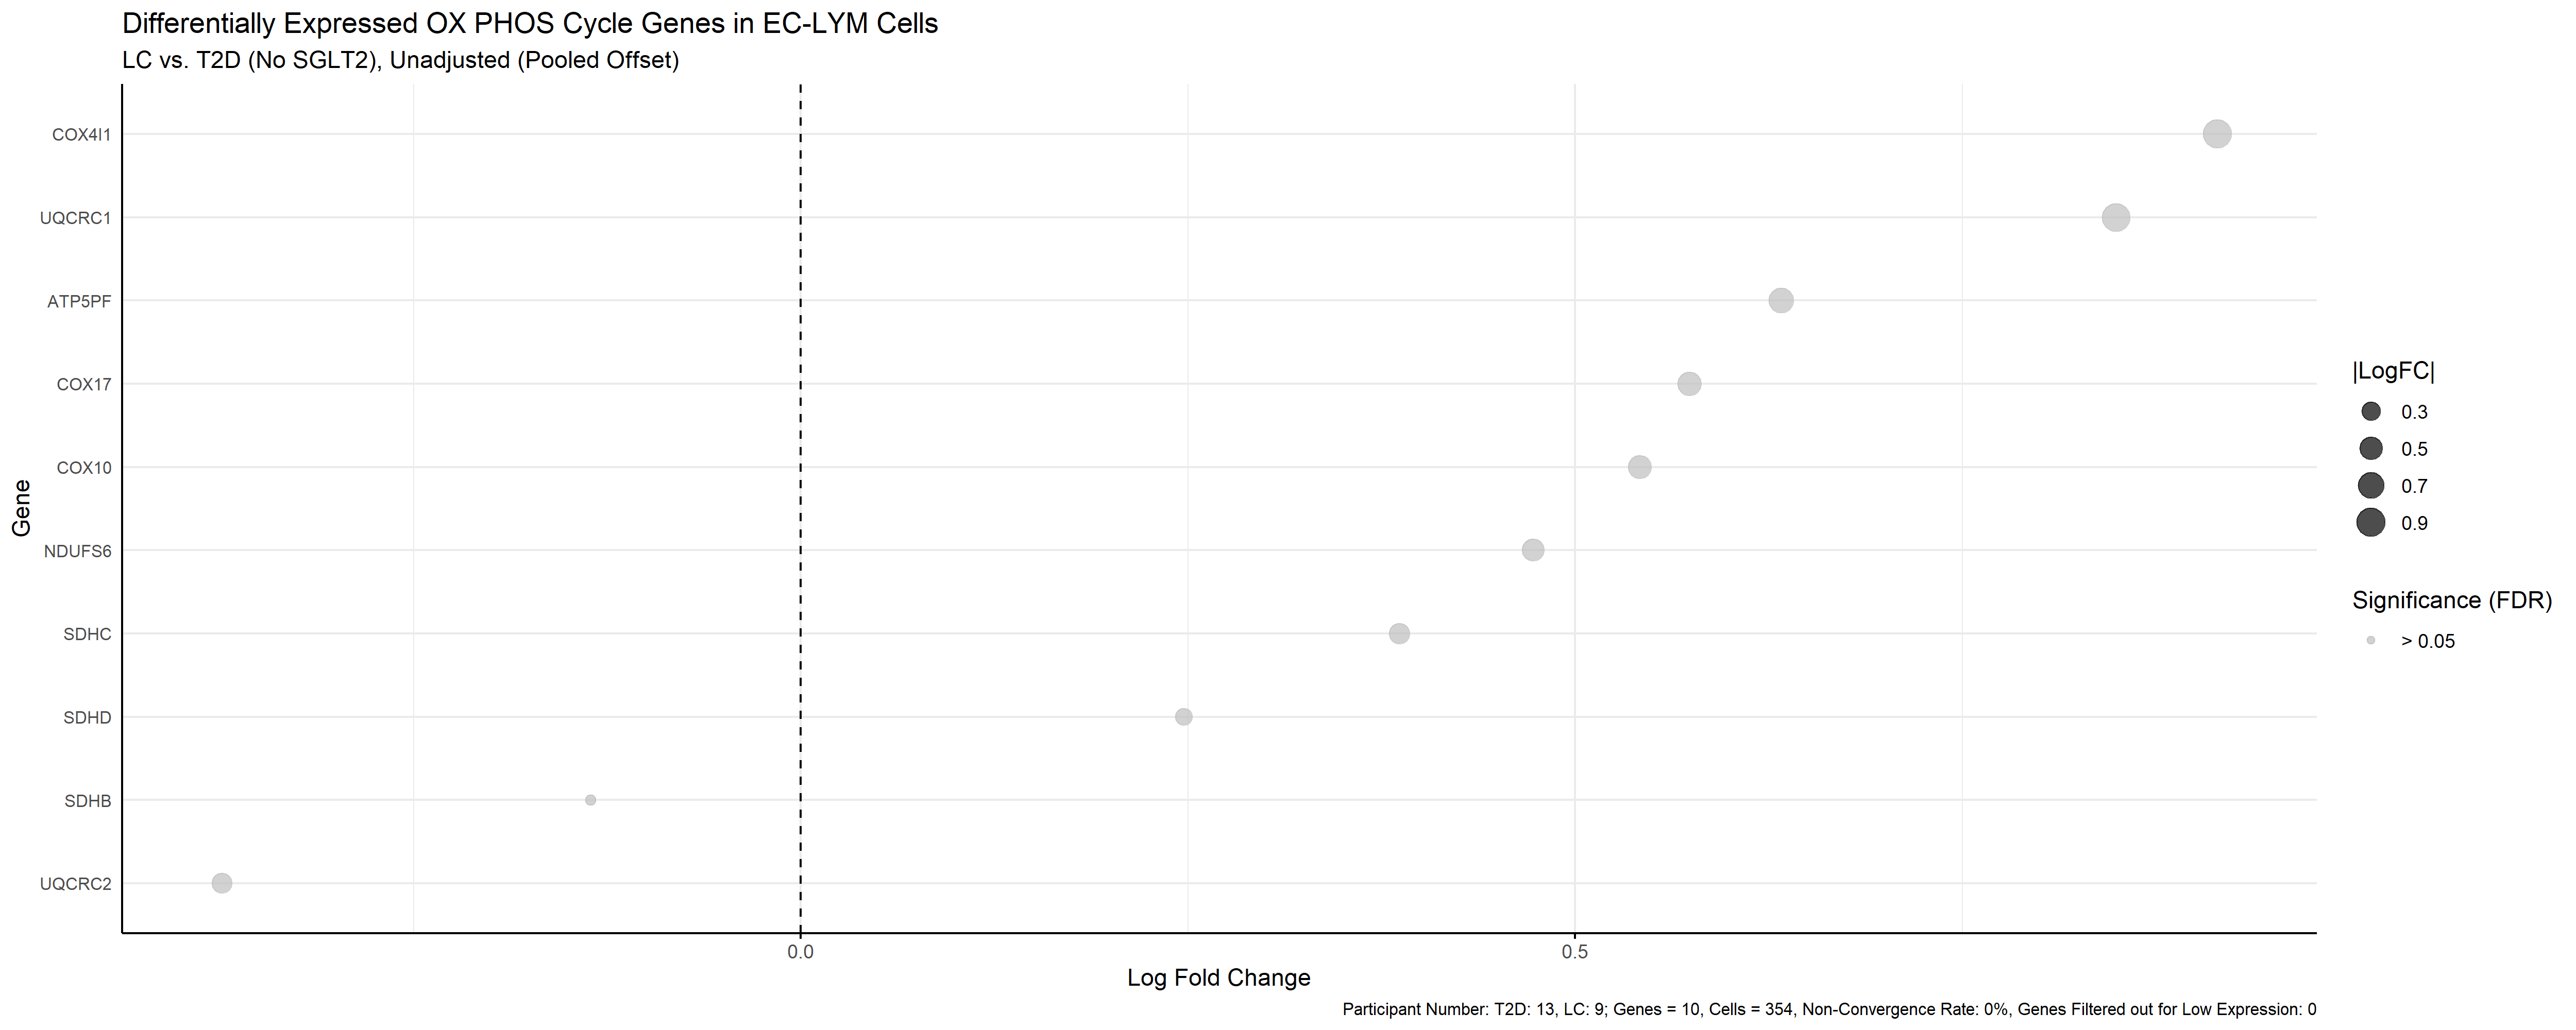 Differentially Expressed OX PHOS Cycle Genes in EC-LYM Cells
LC vs. T2D (No SGLT2), Unadjusted (Pooled Offset)
Gene
COX4I1
UQCRC1
ATP5PF
COX17
COX10
NDUFS6
SDHC
SDHD
SDHB
UQCRC2
0.0
0.5
Log Fold Change
|LogFC|
0.3
0.5
0.7
0.9
Significance (FDR)
> 0.05
Participant Number: T2D: 13, LC: 9; Genes = 10, Cells = 354, Non-Convergence Rate: 0%, Genes Filtered out for Low Expression: 0